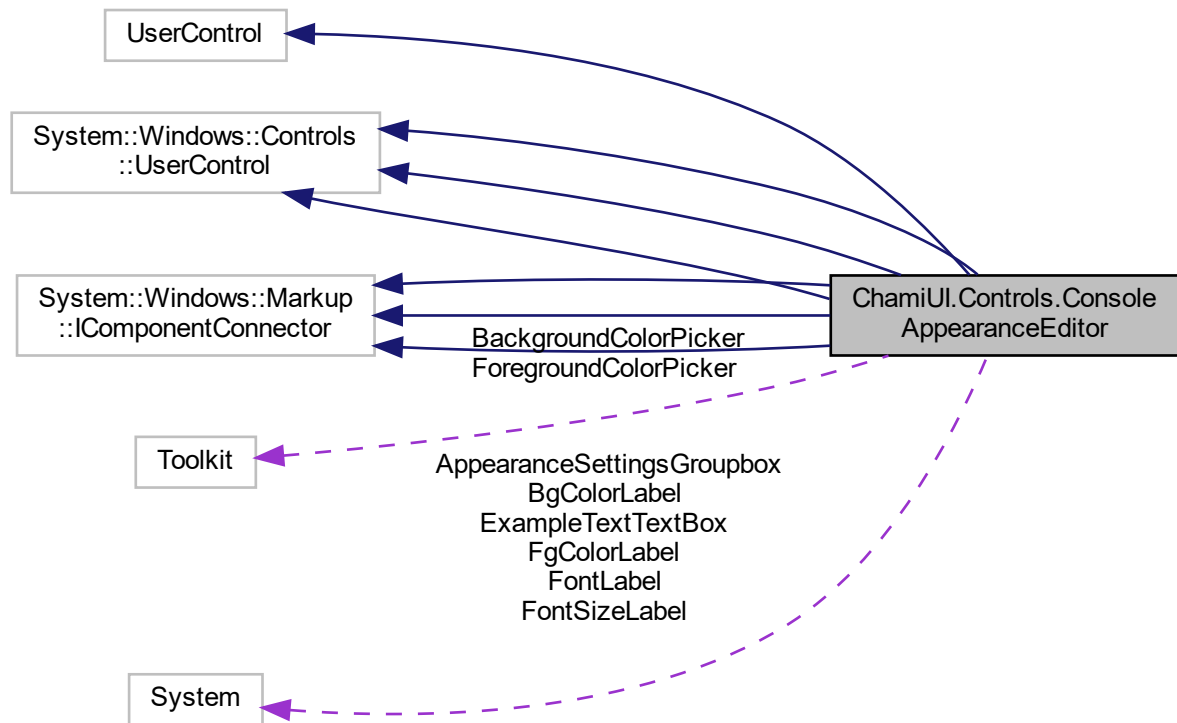 UserControl
System::Windows::Controls
::UserControl
System::Windows::Markup
::IComponentConnector
ChamiUI.Controls.Console
AppearanceEditor
BackgroundColorPicker
ForegroundColorPicker
Toolkit
AppearanceSettingsGroupbox
BgColorLabel
ExampleTextTextBox
FgColorLabel
FontLabel
FontSizeLabel
System